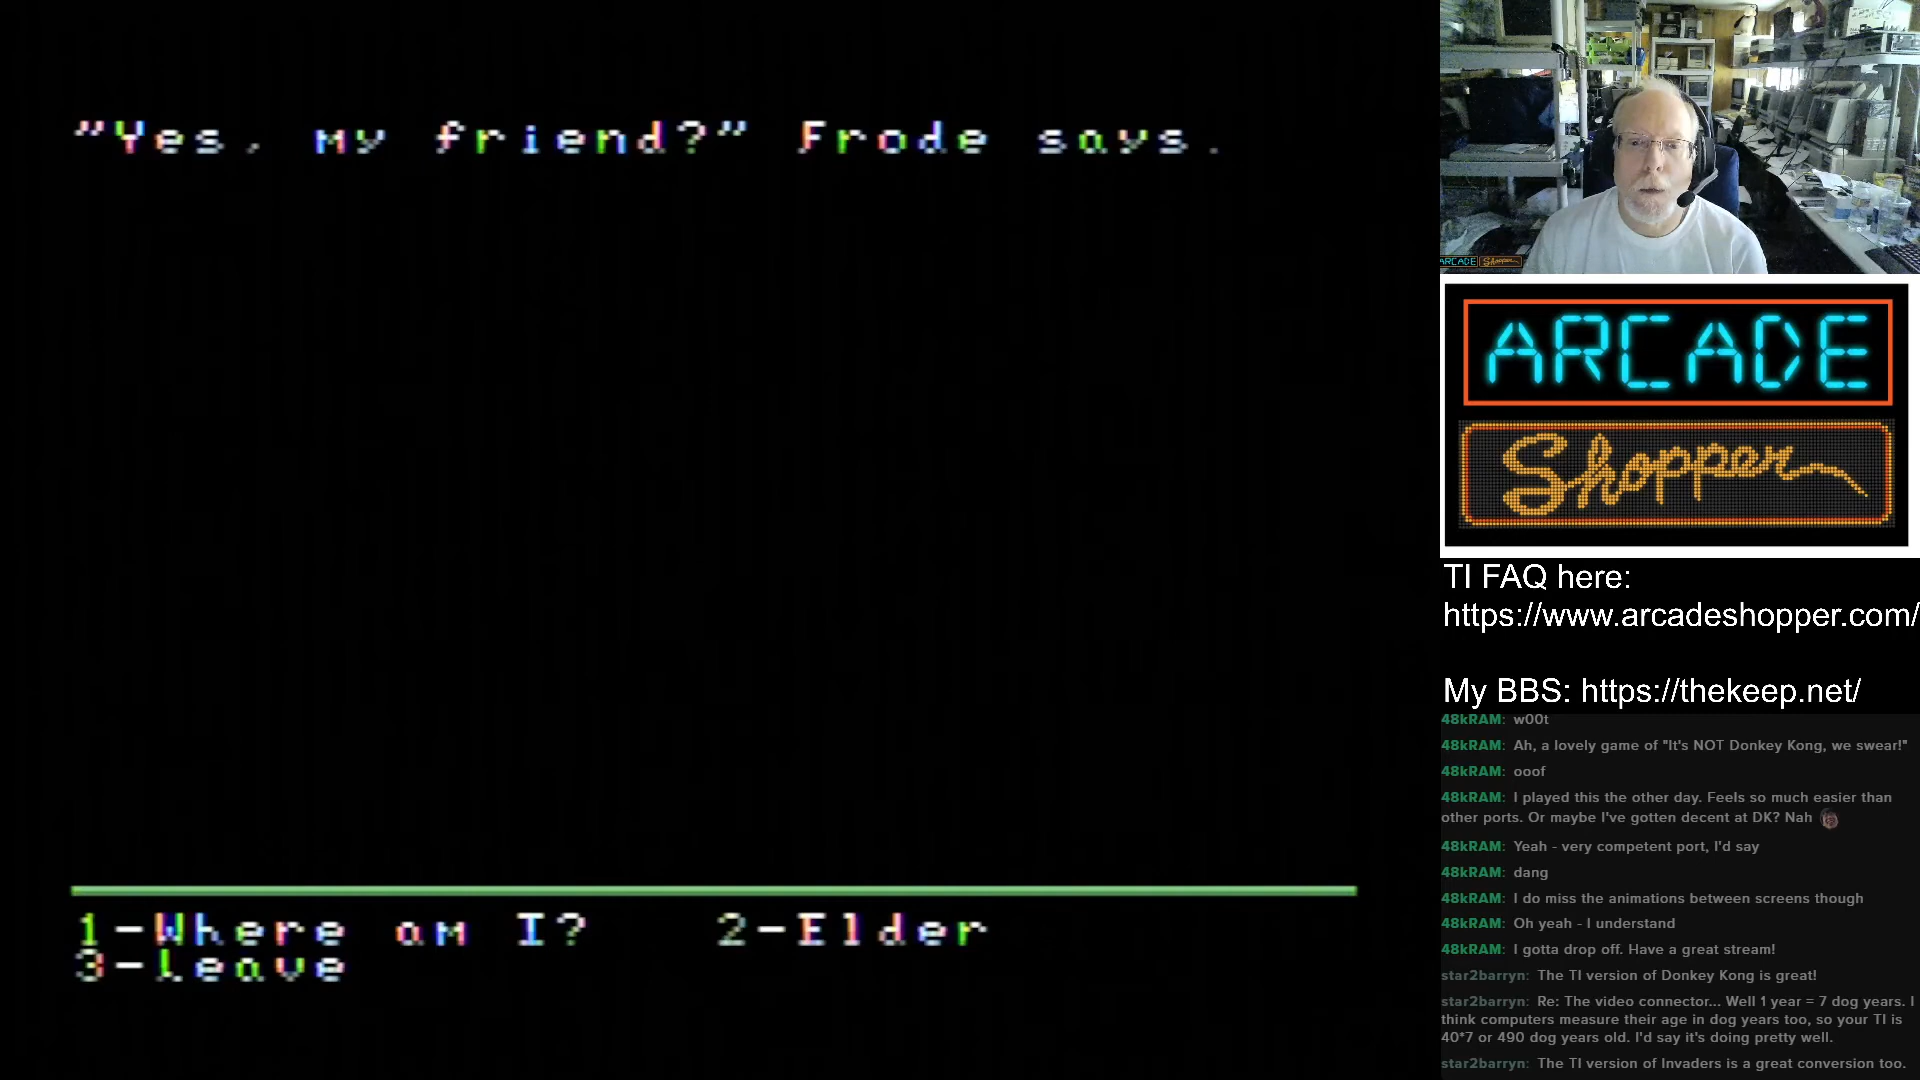 "Yes, my friend?" Frode says.
1-Where am I? 2-Elder
3-leave
ARCADE Shopper
ARCADE
Shopper
TI FAQ here:
https://www.arcadeshopper.com/
My BBS: https://thekeep.net/
48kRAM: w00t
48kRAM: Ah, a lovely game of "It's NOT Donkey Kong, we swear!"
48kRAM: ooof
48kRAM: I played this the other day. Feels so much easier than
other ports. Or maybe I've gotten decent at DK? Nah
48kRAM: Yeah - very competent port, I'd say
48kRAM: dang
48kRAM: I do miss the animations between screens though
48kRAM: Oh yeah - I understand
48kRAM: I gotta drop off. Have a great stream!
star2barryn: The TI version of Donkey Kong is great!
star2barryn: Re: The video connector... Well 1 year = 7 dog years. I
think computers measure their age in dog years too, so your TI is
40*7 or 490 dog years old. I'd say it's doing pretty well.
star2barryn: The TI version of Invaders is a great conversion too.